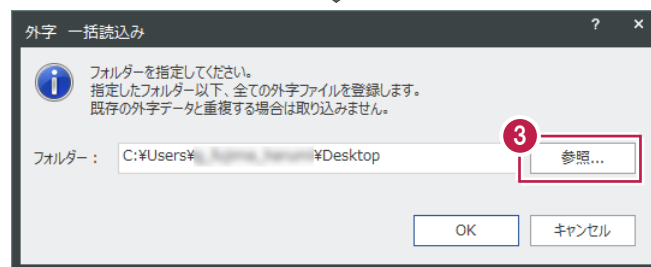 外字 一括読込み
? ×
フォルダーを指定してください。
指定したフォルダー以下、全ての外字ファイルを登録します。
既存の外字データと重複する場合は取り込みません。
3
フォルダー： C:¥Users¥ ¥Desktop 参照...
OK キャンセル